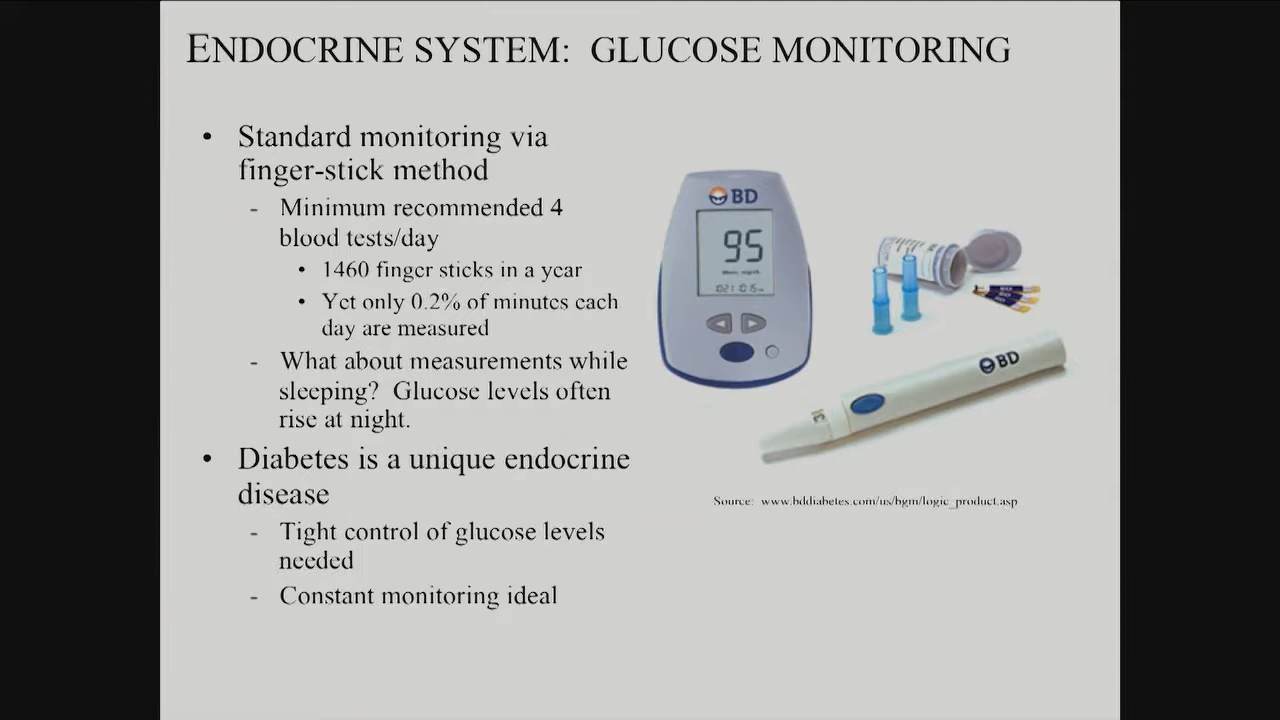 ENDOCRINE SYSTEM: GLUCOSE MONITORING
• Standard monitoring via
finger-stick method
- Minimum recommended 4
blood tests/day
• 1460 finger sticks in a year
• Yet only 0.2% of minutes each
day are measured
- What about measurements while
sleeping? Glucose levels often
rise at night.
• Diabetes is a unique endocrine
disease
- Tight control of glucose levels
needed
- Constant monitoring ideal
BD
95
BD
Source: www.bddiabetes.com/us/bgm/logic_product.asp